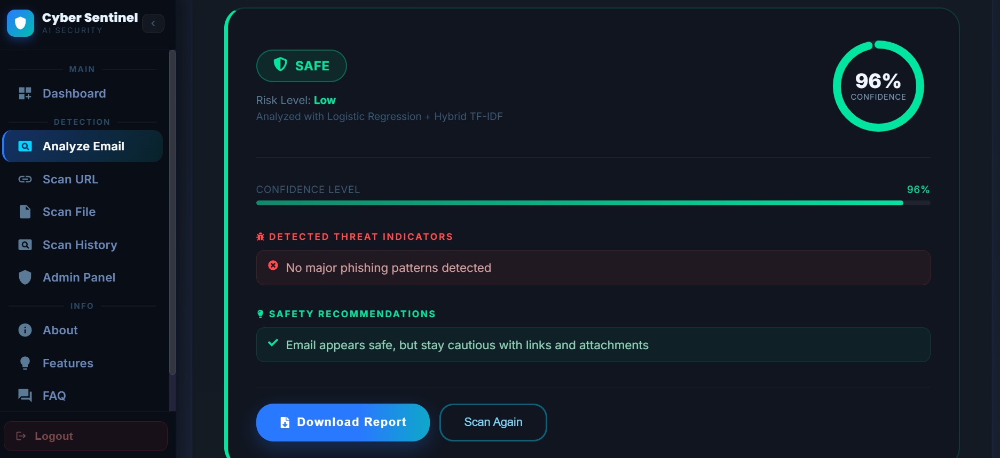 Cyber Sentinel
AI SECURITY
MAIN
Dashboard
DETECTION
Analyze Email
Scan URL
Scan File
Scan History
Admin Panel
INFO
About
Features
FAQ
Logout
SAFE
Risk Level: Low
Analyzed with Logistic Regression + Hybrid TF-IDF
96%
CONFIDENCE
CONFIDENCE LEVEL
96%
DETECTED THREAT INDICATORS
No major phishing patterns detected
SAFETY RECOMMENDATIONS
Email appears safe, but stay cautious with links and attachments
Download Report
Scan Again